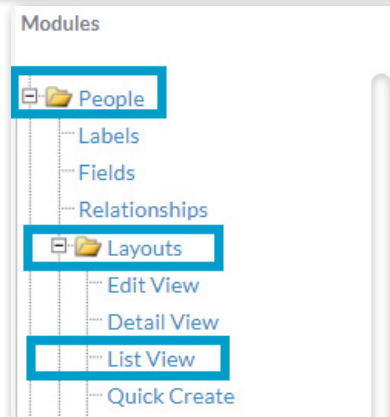 Modules
People
Labels
Fields
Relationships
Layouts
Edit View
Detail View
List View
Quick Create